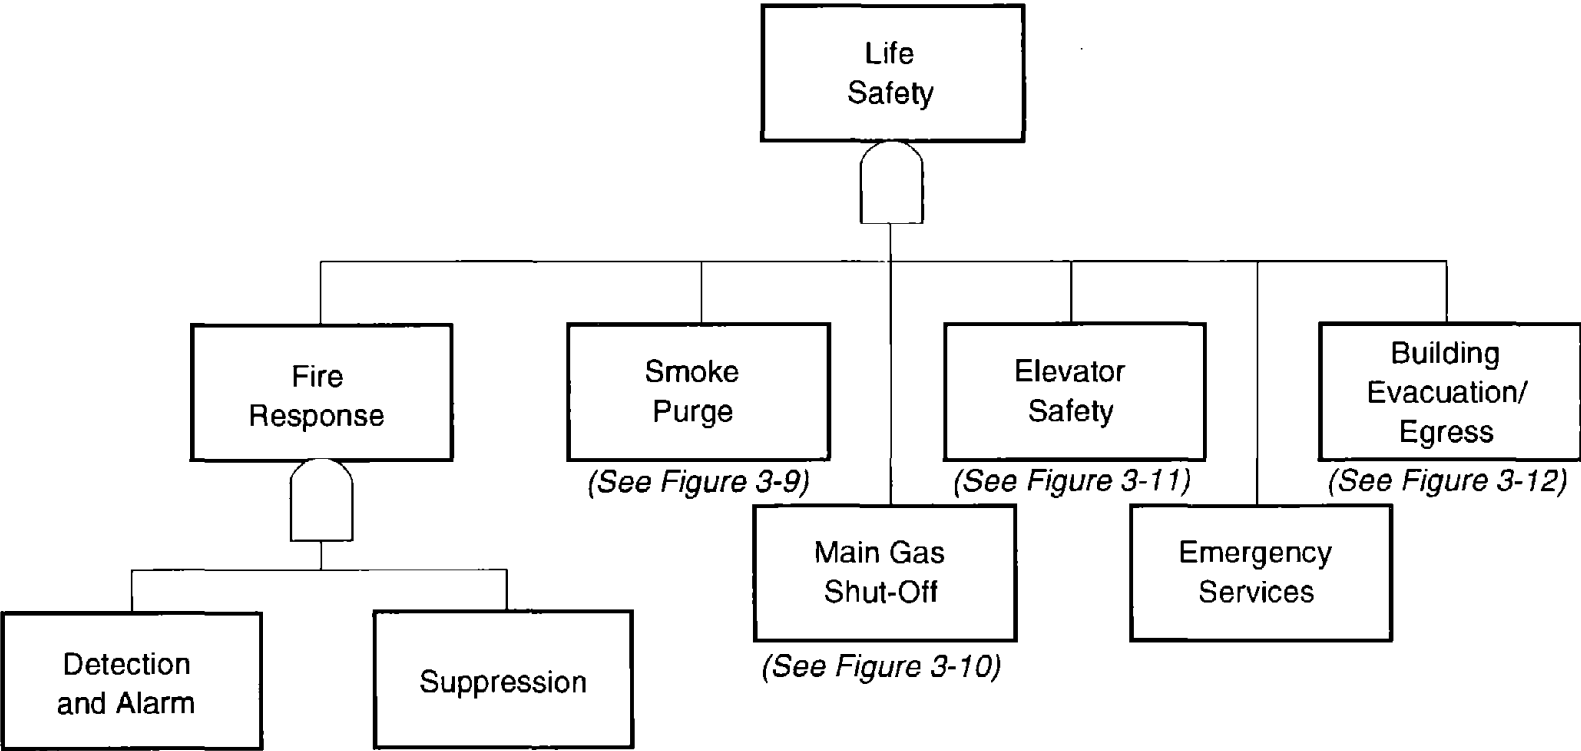 Life
Safety
Fire
Response
Smoke
Purge
(See Figure 3-9)
Main Gas
Shut-Off
(See Figure 3-10)
Elevator
Safety
(See Figure 3-11)
Emergency
Services
Building
Evacuation/
Egress
(See Figure 3-12)
Detection
and Alarm
Suppression